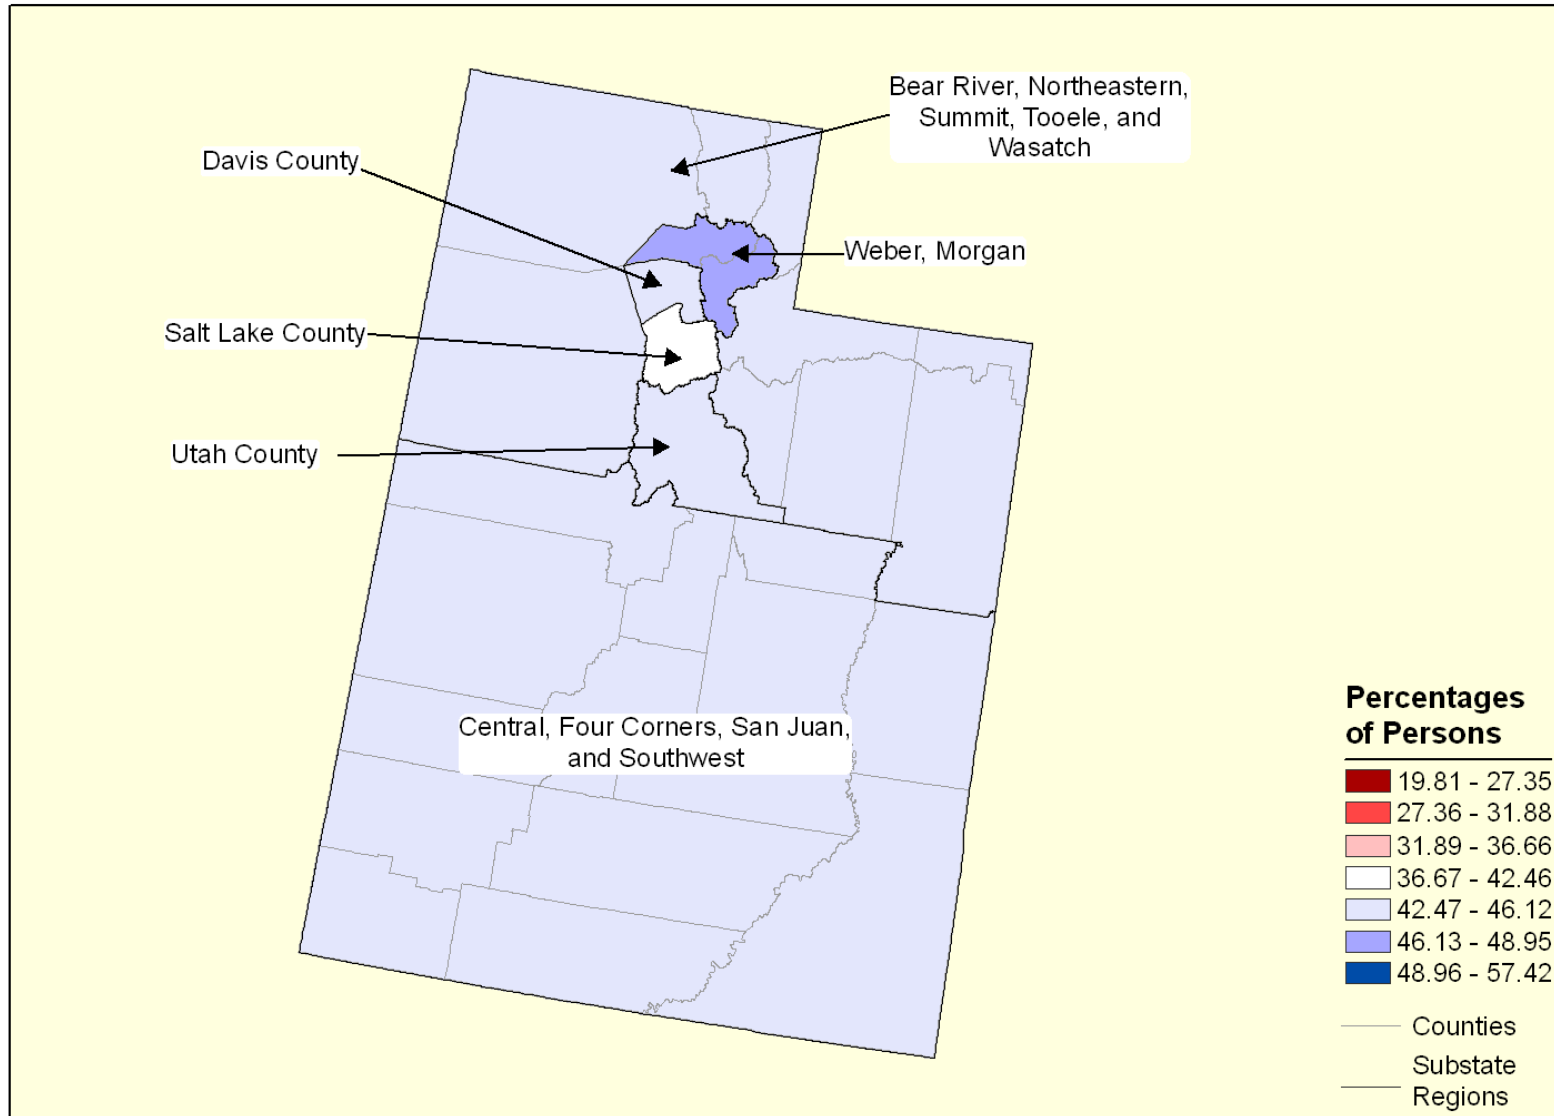 Bear River, Northeastern,
Summit, Tooele, and
Wasatch
Davis County
Weber, Morgan
Salt Lake County
Utah County
Central, Four Corners, San Juan,
and Southwest
Percentages
of Persons
19.81 - 27.35
27.36 - 31.88
31.89 - 36.66
36.67 - 42.46
42.47 - 46.12
46.13 - 48.95
48.96 - 57.42
Counties
Substate
Regions